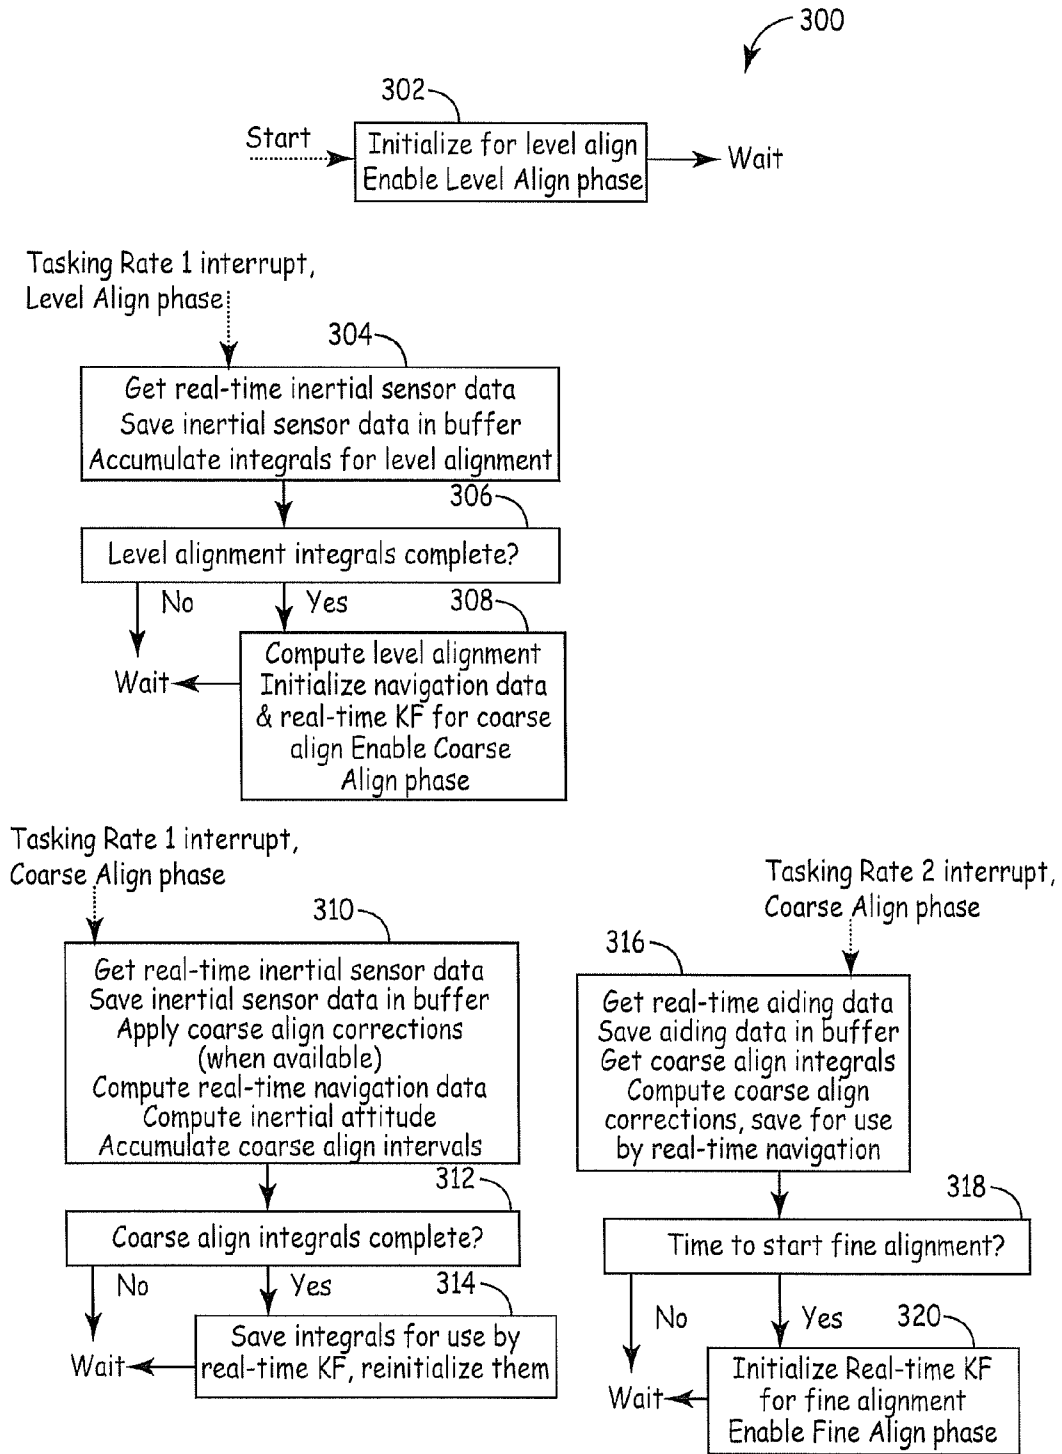 300
302
Start
Initialize for level align
Enable Level Align phase
Wait
Tasking Rate 1 interrupt,
Level Align phase
304
Get real-time inertial sensor data
Save inertial sensor data in buffer
Accumulate integrals for level alignment
306
Level alignment integrals complete?
No
Yes
308
Wait
Compute level alignment
Initialize navigation data
& real-time KF for coarse
align Enable Coarse
Align phase
Tasking Rate 1 interrupt,
Coarse Align phase
310
Get real-time inertial sensor data
Save inertial sensor data in buffer
Apply coarse align corrections
(when available)
Compute real-time navigation data
Compute inertial attitude
Accumulate coarse align intervals
312
Coarse align integrals complete?
No
Yes
314
Wait
Save integrals for use by
real-time KF, reinitialize them
Tasking Rate 2 interrupt,
Coarse Align phase
316
Get real-time aiding data
Save aiding data in buffer
Get coarse align integrals
Compute coarse align
corrections, save for use
by real-time navigation
318
Time to start fine alignment?
No
Yes
320
Wait
Initialize Real-time KF
for fine alignment
Enable Fine Align phase